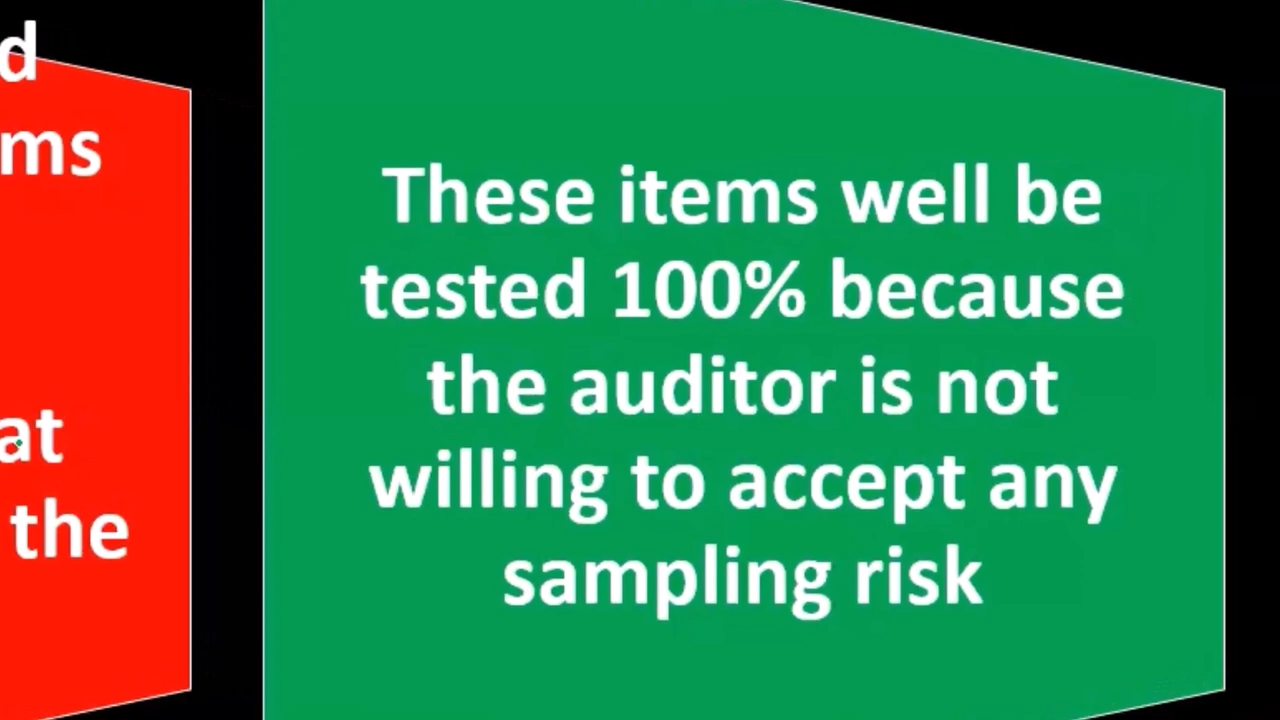 d
ms
at
the
These items well be
tested 100% because
the auditor is not
willing to accept any
sampling risk